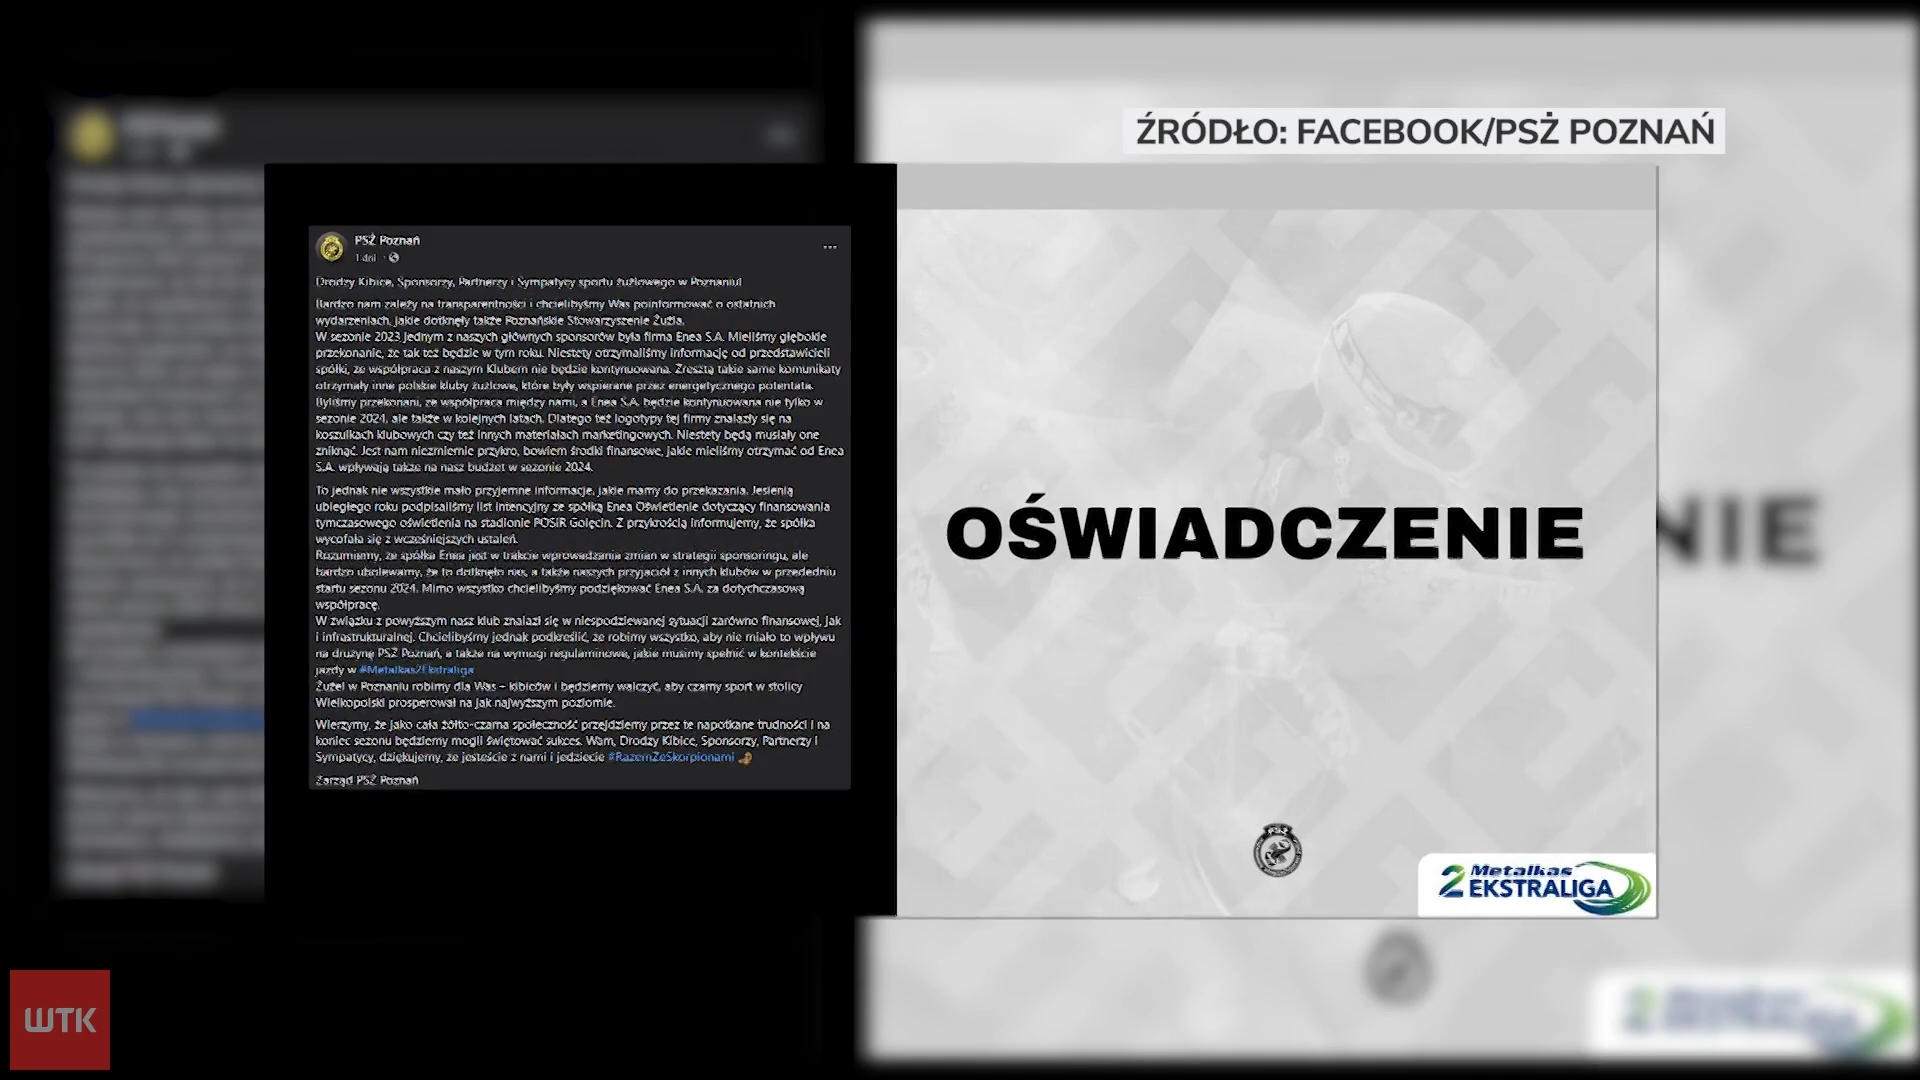 ŹRÓDŁO: FACEBOOK/PSŻ POZNAŃ
PSŻ Poznań
1 dni
Drodzy Kibice, Sponsorzy, Partnerzy i Sympatycy sportu żużlowego w Poznaniu!
Bardzo nam zależy na transparentności i chcielibyśmy Was poinformować o ostatnich
wydarzeniach, jakie dotknęły także Poznańskie Stowarzyszenie Żużla.
W sezonie 2023 jednym z naszych głównych sponsorów była firma Enea S.A. Mieliśmy głębokie
przekonanie, że tak też będzie w tym roku. Niestety otrzymaliśmy informację od przedstawicieli
spółki, że współpraca z naszym Klubem nie będzie kontynuowana. Zresztą takie same komunikaty
otrzymały inne polskie kluby żużlowe, które były wspierane przez energetycznego potentata.
Byliśmy przekonani, że współpraca między nami, a Enea S.A. będzie kontynuowana nie tylko w
sezonie 2024, ale także w kolejnych latach. Dlatego też logotypy tej firmy znalazły się na
koszulkach klubowych czy też innych materiałach marketingowych. Niestety będą musiały one
zniknąć. Jest nam niezmiernie przykro, bowiem środki finansowe, jakie mieliśmy otrzymać od Enea
S.A. wpływają także na nasz budżet w sezonie 2024.
To jednak nie wszystkie mało przyjemne informacje, jakie mamy do przekazania. Jesienią
ubiegłego roku podpisaliśmy list intencyjny ze spółką Enea Oświetlenie dotyczący finansowania
tymczasowego oświetlenia na stadionie POSiR Golęcin. Z przykrością informujemy, że spółka
wycofała się z wcześniejszych ustaleń.
Rozumiemy, że spółka Enea jest w trakcie wprowadzania zmian w strategii sponsoringu, ale
bardzo ubolewamy, że to dotknęło nas, a także naszych przyjaciół z innych klubów w przededniu
startu sezonu 2024. Mimo wszystko chcielibyśmy podziękować Enea S.A. za dotychczasową
współpracę.
W związku z powyższym nasz klub znalazł się w niespodziewanej sytuacji zarówno finansowej, jak
i infrastrukturalnej. Chcielibyśmy jednak podkreślić, że robimy wszystko, aby nie miało to wpływu
na drużynę PSŻ Poznań, a także na wymogi regulaminowe, jakie musimy spełnić w kontekście
jazdy w #Metalkas2Ekstraliga
Żużel w Poznaniu robimy dla Was – kibiców i będziemy walczyć, aby czarny sport w stolicy
Wielkopolski prosperował na jak najwyższym poziomie.
Wierzymy, że jako cała żółto-czarna społeczność przejdziemy przez te napotkane trudności i na
koniec sezonu będziemy mogli świętować sukces. Wam, Drodzy Kibice, Sponsorzy, Partnerzy i
Sympatycy, dziękujemy, że jesteście z nami i jedziecie #RazemZeSkorpionami
Zarząd PSŻ Poznań
OŚWIADCZENIE
PSŻ
2 Metalkas
EKSTRALIGA
WTK